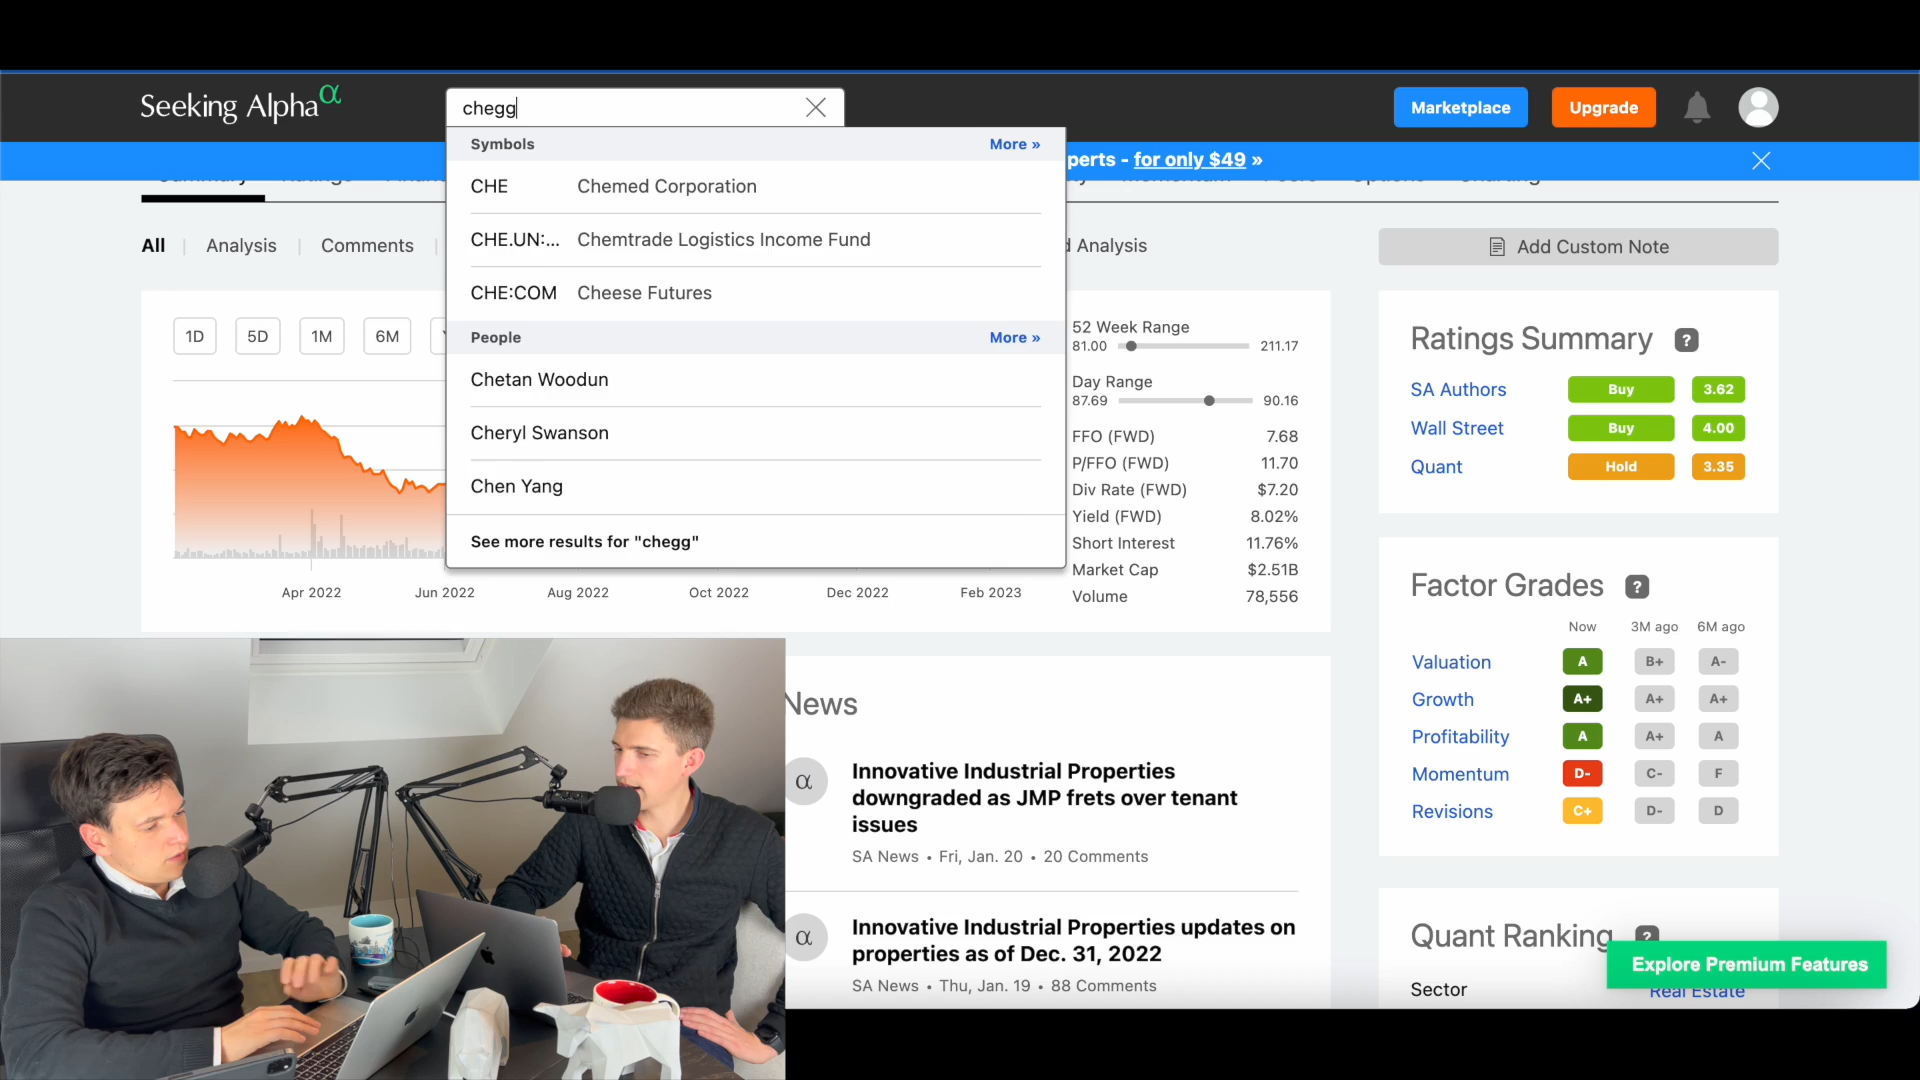 Seeking Alpha α
chegg
Marketplace
Upgrade
perts - for only $49 »
Symbols More »
CHE Chemed Corporation
CHE.UN:... Chemtrade Logistics Income Fund
CHE:COM Cheese Futures
People More »
Chetan Woodun
Cheryl Swanson
Chen Yang
See more results for "chegg"
All Analysis Comments
d Analysis
Add Custom Note
1D 5D 1M 6M
Apr 2022 Jun 2022 Aug 2022 Oct 2022 Dec 2022 Feb 2023
52 Week Range
81.00 211.17
Day Range
87.69 90.16
FFO (FWD) 7.68
P/FFO (FWD) 11.70
Div Rate (FWD) $7.20
Yield (FWD) 8.02%
Short Interest 11.76%
Market Cap $2.51B
Volume 78,556
Ratings Summary ?
SA Authors Buy 3.62
Wall Street Buy 4.00
Quant Hold 3.35
Factor Grades ?
Now 3M ago 6M ago
Valuation A B+ A-
Growth A+ A+ A+
Profitability A A+ A
Momentum D- C- F
Revisions C+ D- D
Quant Ranking ?
Sector Real Estate
Explore Premium Features
News
α
Innovative Industrial Properties
downgraded as JMP frets over tenant
issues
SA News • Fri, Jan. 20 • 20 Comments
α
Innovative Industrial Properties updates on
properties as of Dec. 31, 2022
SA News • Thu, Jan. 19 • 88 Comments